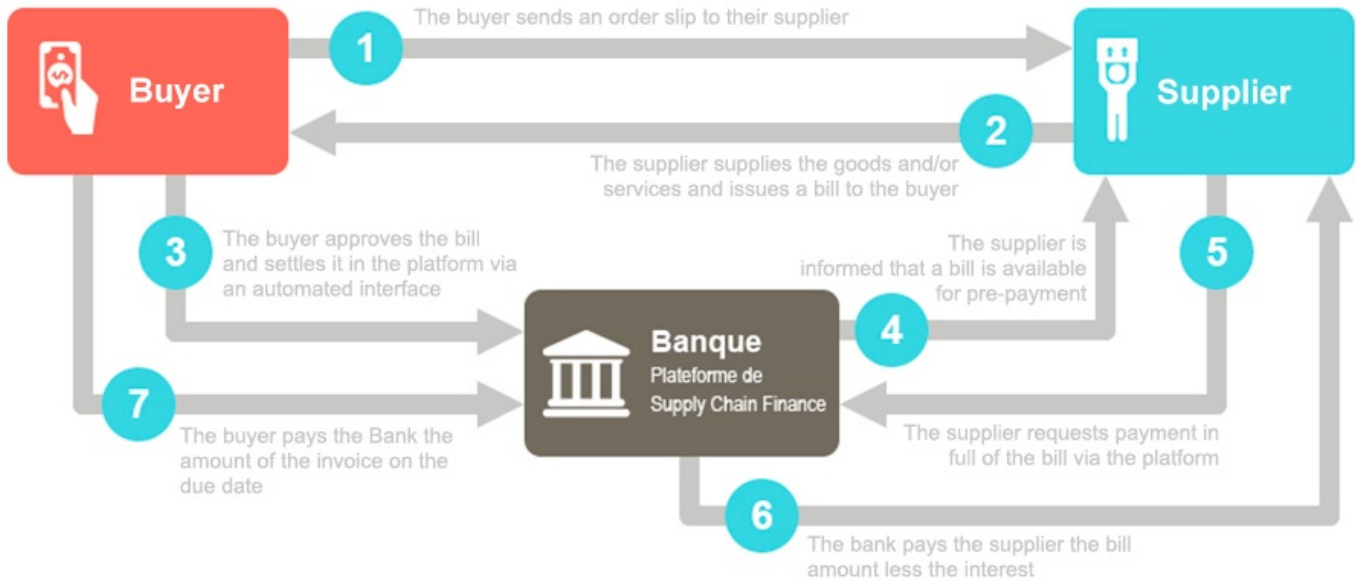 1
The buyer sends an order slip to their supplier
Buyer
Supplier
2
The supplier supplies the goods and/or
services and issues a bill to the buyer
3
The buyer approves the bill
and settles it in the platform via
an automated interface
The supplier is
informed that a bill is available
for pre-payment
5
Banque
Plateforme de
Supply Chain Finance
4
7
The buyer pays the Bank the
amount of the invoice on the
due date
The supplier requests payment in
full of the bill via the platform
6
The bank pays the supplier the bill
amount less the interest